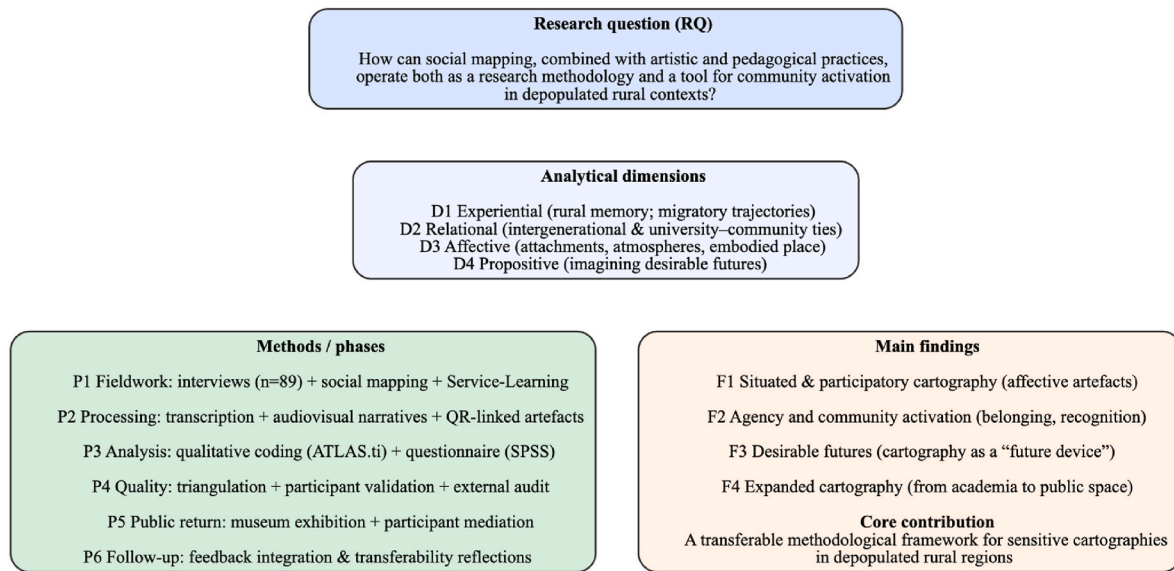 Research question (RQ)
How can social mapping, combined with artistic and pedagogical practices,
operate both as a research methodology and a tool for community activation
in depopulated rural contexts?
Analytical dimensions
D1 Experiential (rural memory; migratory trajectories)
D2 Relational (intergenerational & university–community ties)
D3 Affective (attachments, atmospheres, embodied place)
D4 Propositive (imagining desirable futures)
Methods / phases
P1 Fieldwork: interviews (n=89) + social mapping + Service-Learning
P2 Processing: transcription + audiovisual narratives + QR-linked artefacts
P3 Analysis: qualitative coding (ATLAS.ti) + questionnaire (SPSS)
P4 Quality: triangulation + participant validation + external audit
P5 Public return: museum exhibition + participant mediation
P6 Follow-up: feedback integration & transferability reflections
Main findings
F1 Situated & participatory cartography (affective artefacts)
F2 Agency and community activation (belonging, recognition)
F3 Desirable futures (cartography as a “future device”)
F4 Expanded cartography (from academia to public space)
Core contribution
A transferable methodological framework for sensitive cartographies
in depopulated rural regions